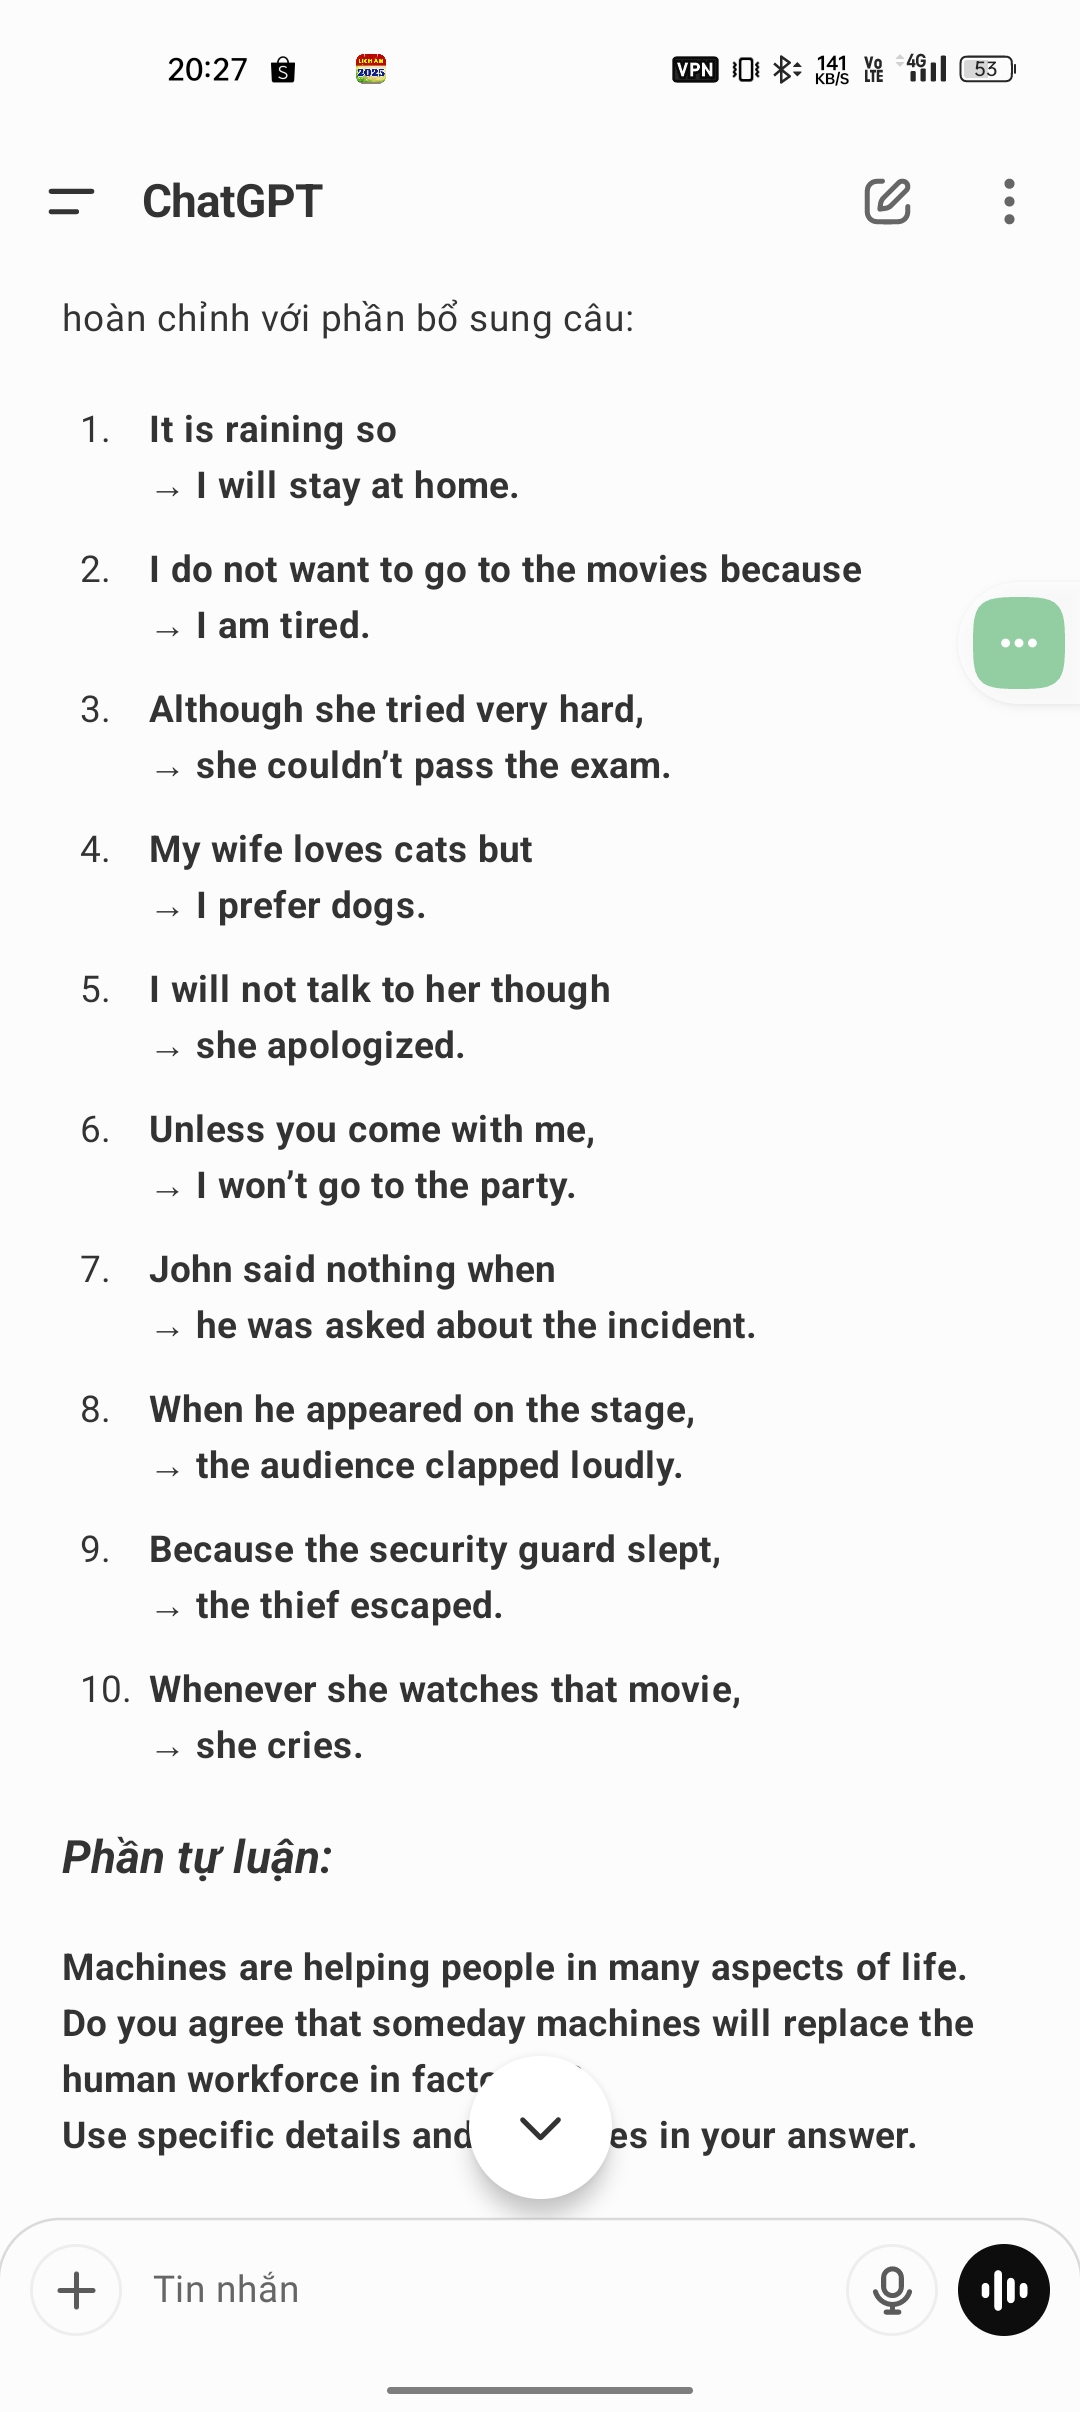 20:27
LỊCH ÂM
2025
VPN
141
KB/S
Vo
LTE
4G
53
ChatGPT
hoàn chỉnh với phần bổ sung câu:
1. It is raining so
→ I will stay at home.
2. I do not want to go to the movies because
→ I am tired.
3. Although she tried very hard,
→ she couldn’t pass the exam.
4. My wife loves cats but
→ I prefer dogs.
5. I will not talk to her though
→ she apologized.
6. Unless you come with me,
→ I won’t go to the party.
7. John said nothing when
→ he was asked about the incident.
8. When he appeared on the stage,
→ the audience clapped loudly.
9. Because the security guard slept,
→ the thief escaped.
10. Whenever she watches that movie,
→ she cries.
Phần tự luận:
Machines are helping people in many aspects of life.
Do you agree that someday machines will replace the
human workforce in
Use specific details and in your answer.
Tin nhắn